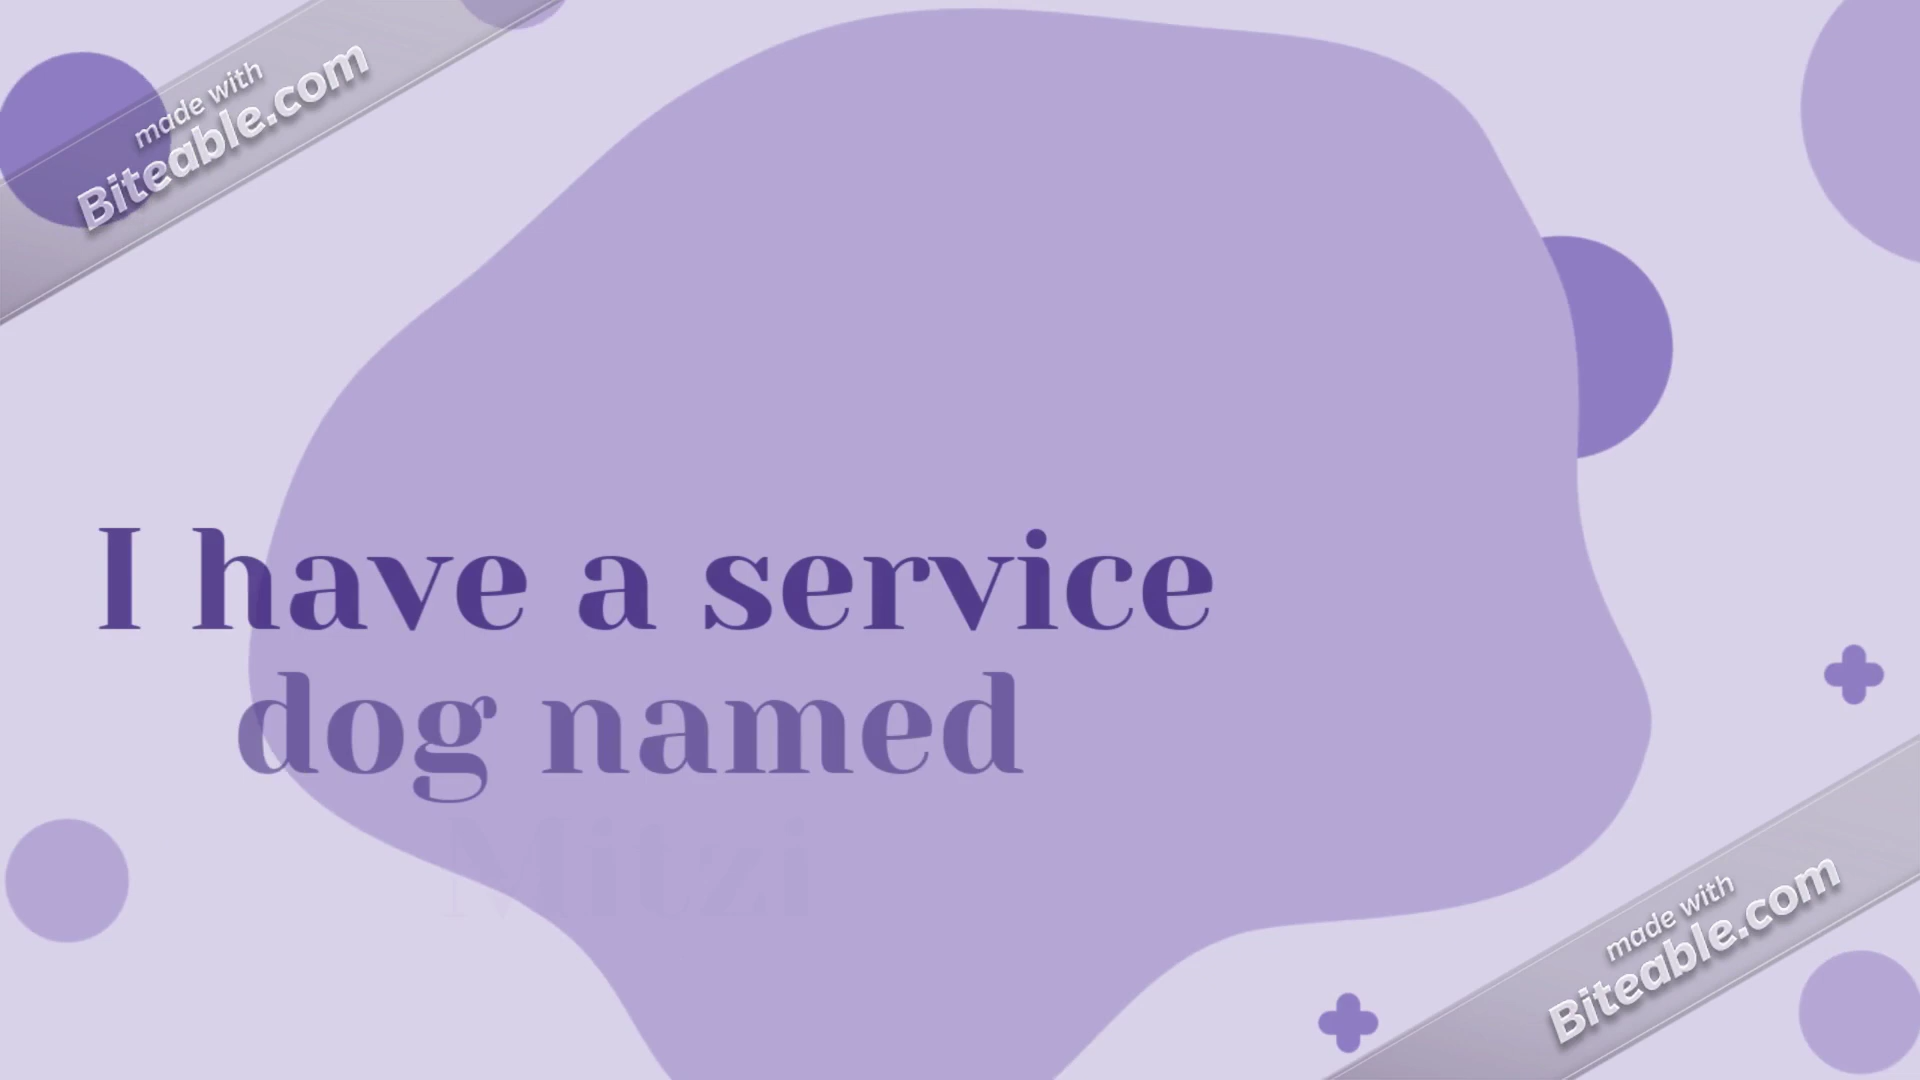 made with
Biteable.com
I have a service
dog named
Mitzi
made with
Biteable.com